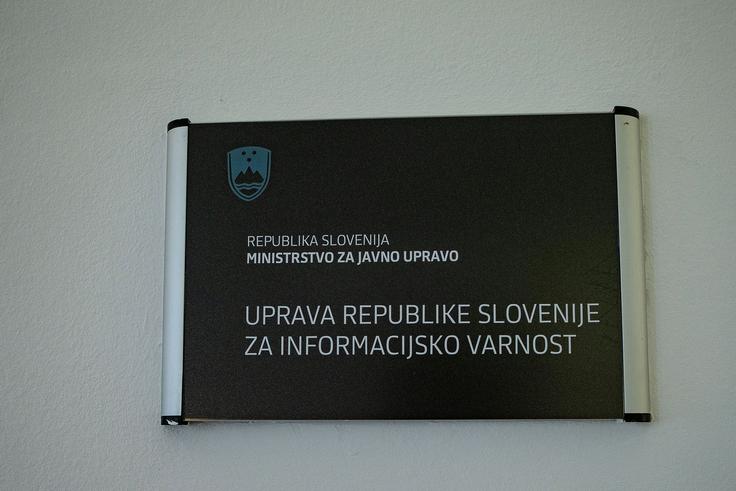 REPUBLIKA SLOVENIJA
MINISTRSTVO ZA JAVNO UPRAVO
UPRAVA REPUBLIKE SLOVENIJE
ZA INFORMACIJSKO VARNOST